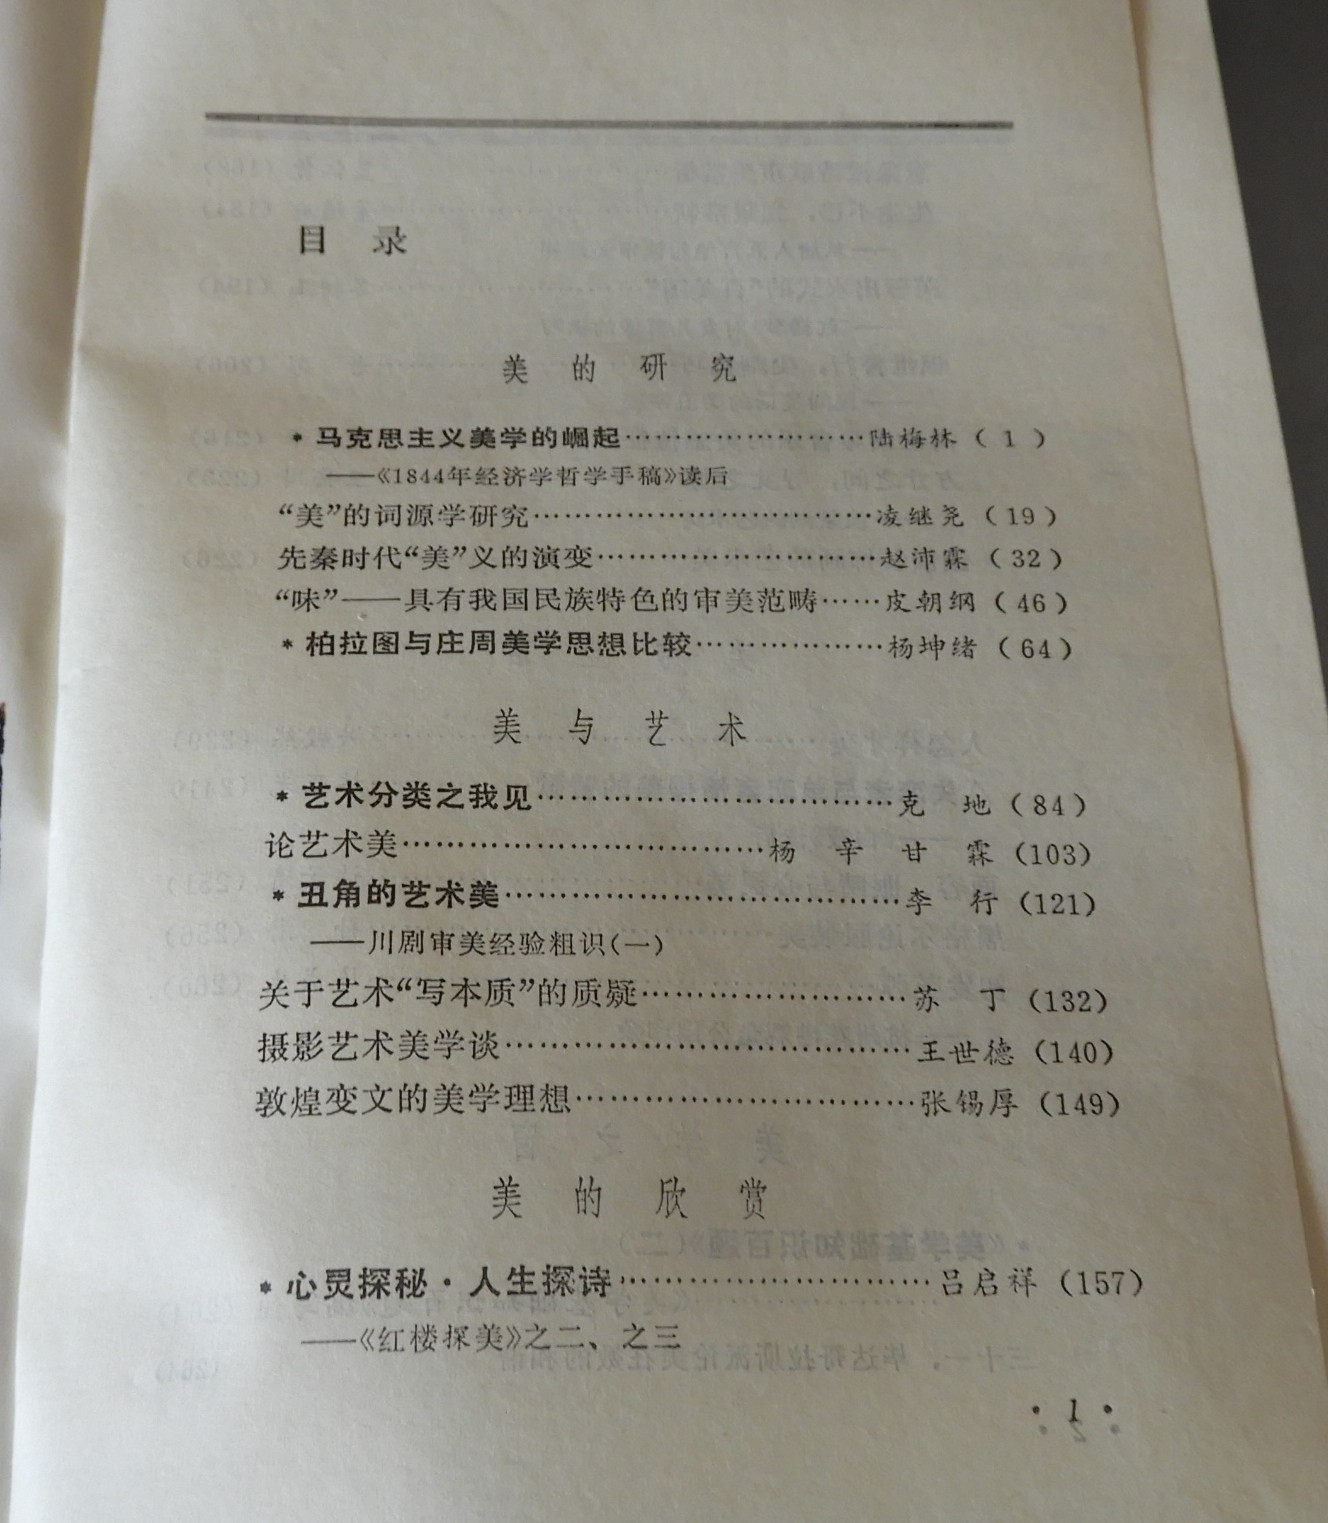 目 录
美 的 研 究
* 马克思主义美学的崛起……………………陆梅林（1）
——《1844年经济学哲学手稿》读后
“美”的词源学研究………………………………凌继尧（19）
先秦时代“美”义的演变…………………………赵沛霖（32）
“味”——具有我国民族特色的审美范畴……皮朝纲（46）
* 柏拉图与庄周美学思想比较………………杨坤绪（64）
美 与 艺 术
* 艺术分类之我见………………………………克 地（84）
论艺术美………………………………杨 辛 甘 霖（103）
* 丑角的艺术美…………………………………李 行（121）
——川剧审美经验粗识（一）
关于艺术“写本质”的质疑……………………苏 丁（132）
摄影艺术美学谈…………………………………王世德（140）
敦煌变文的美学理想……………………………张锡厚（149）
美 的 欣 赏
* 心灵探秘·人生探诗…………………………吕启祥（157）
——《红楼探美》之二、之三
· 1 ·